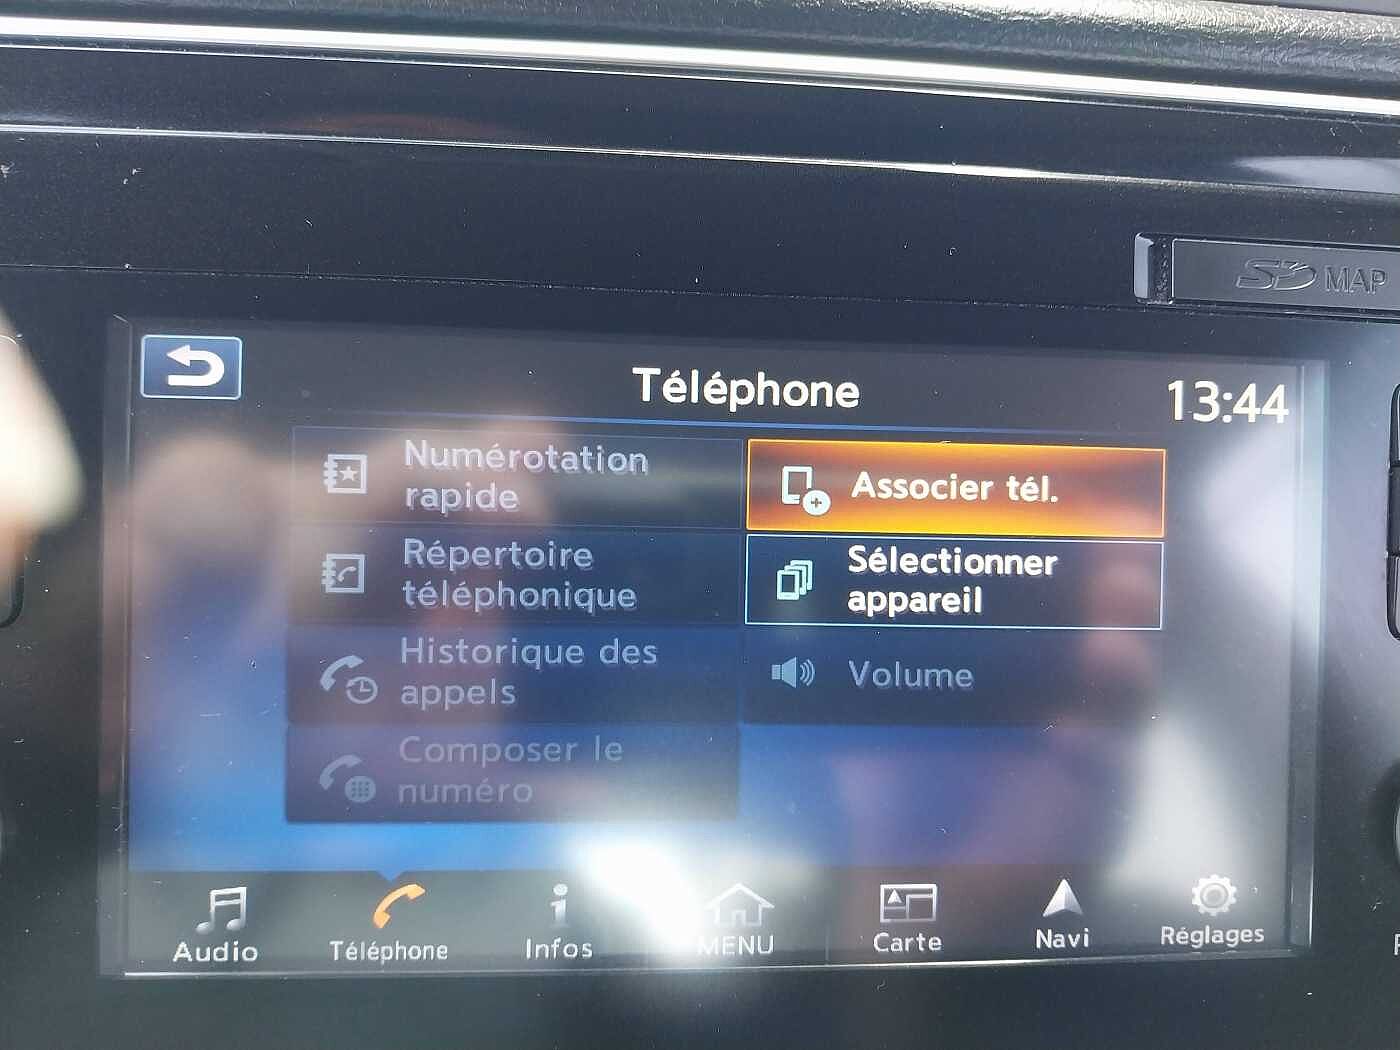 SD MAP
Téléphone
13:44
Numérotation
rapide
Associer tél.
Répertoire
téléphonique
Sélectionner
appareil
Historique des
appels
Volume
Composer le
numéro
Audio
Téléphone
Infos
MENU
Carte
Navi
Réglages